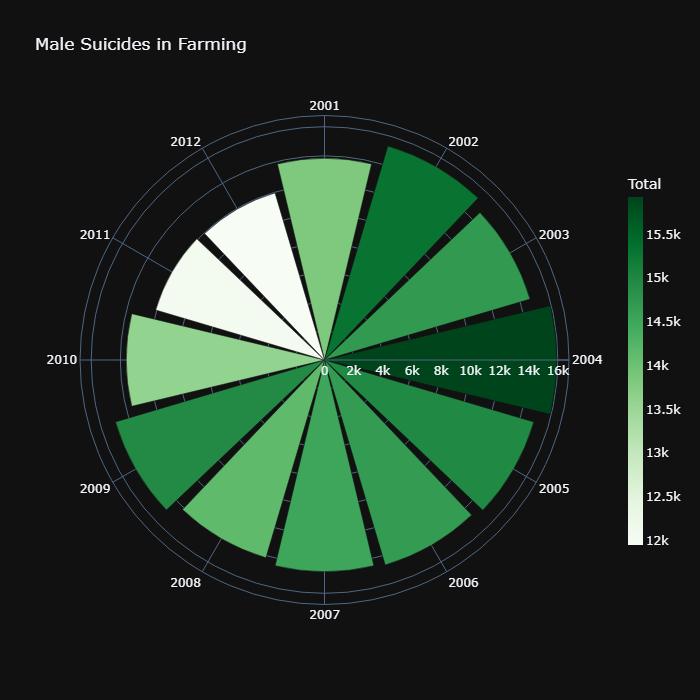 Male Suicides in Farming
2001
2002
2003
2004
2005
2006
2007
2008
2009
2010
2011
2012
0 2k 4k 6k 8k 10k 12k 14k 16k
Total
15.5k
15k
14.5k
14k
13.5k
13k
12.5k
12k